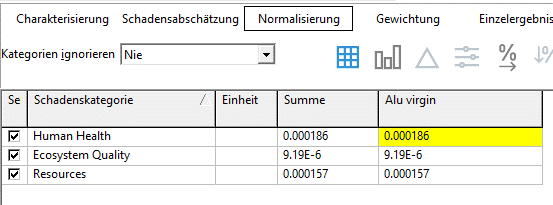 Charakterisierung Schadensabschätzung Normalisierung Gewichtung Einzelergebnis
Kategorien ignorieren Nie %
Se Schadenskategorie Einheit Summe Alu virgin
Human Health 0.000186 0.000186
Ecosystem Quality 9.19E-6 9.19E-6
Resources 0.000157 0.000157